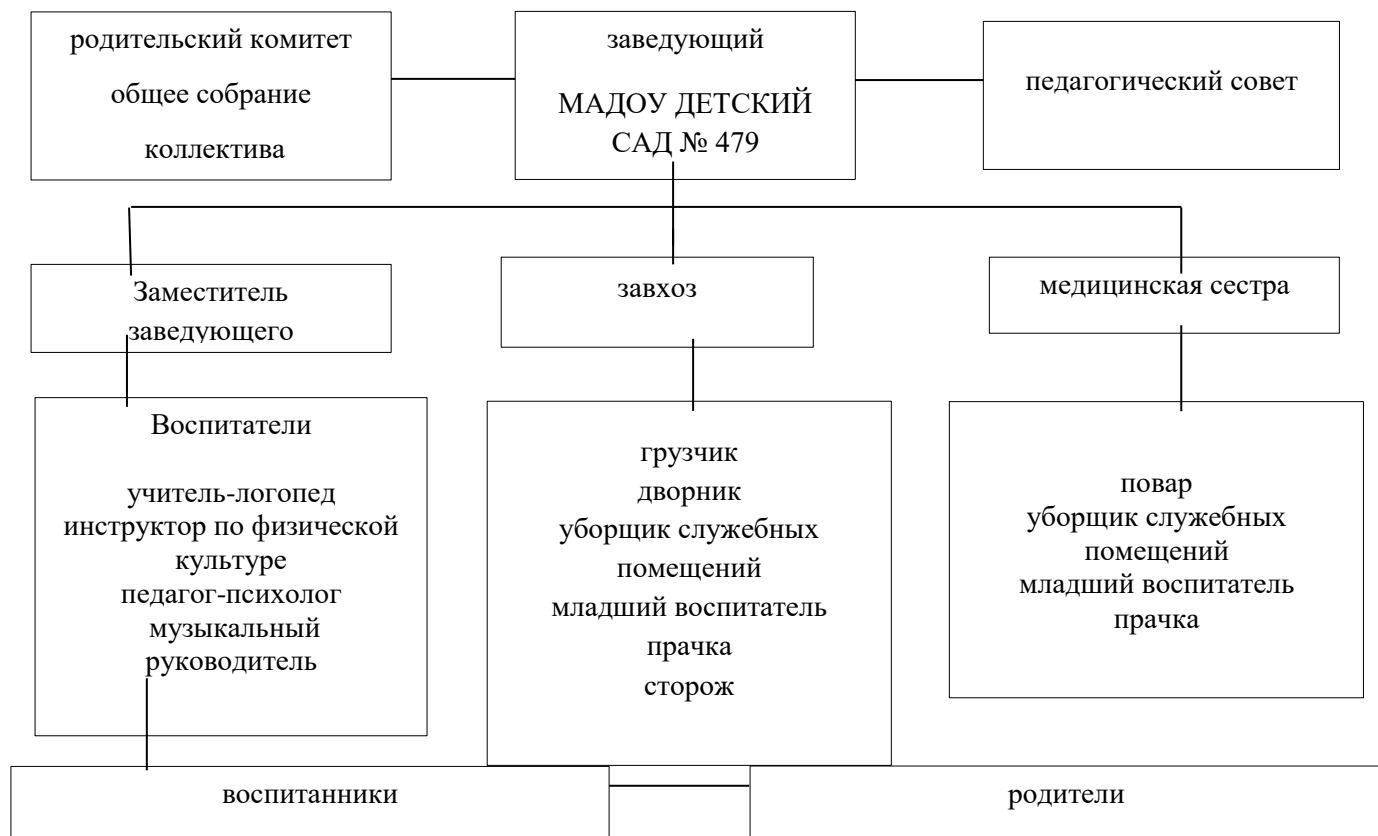 родительский комитет
общее собрание
коллектива
заведующий
МАДОУ ДЕТСКИЙ
САД № 479
педагогический совет
Заместитель
заведующего
завхоз
медицинская сестра
Воспитатели
учитель-логопед
инструктор по физической
культуре
педагог-психолог
музыкальный
руководитель
грузчик
дворник
уборщик служебных
помещений
младший воспитатель
прачка
сторож
повар
уборщик служебных
помещений
младший воспитатель
прачка
воспитанники
родители